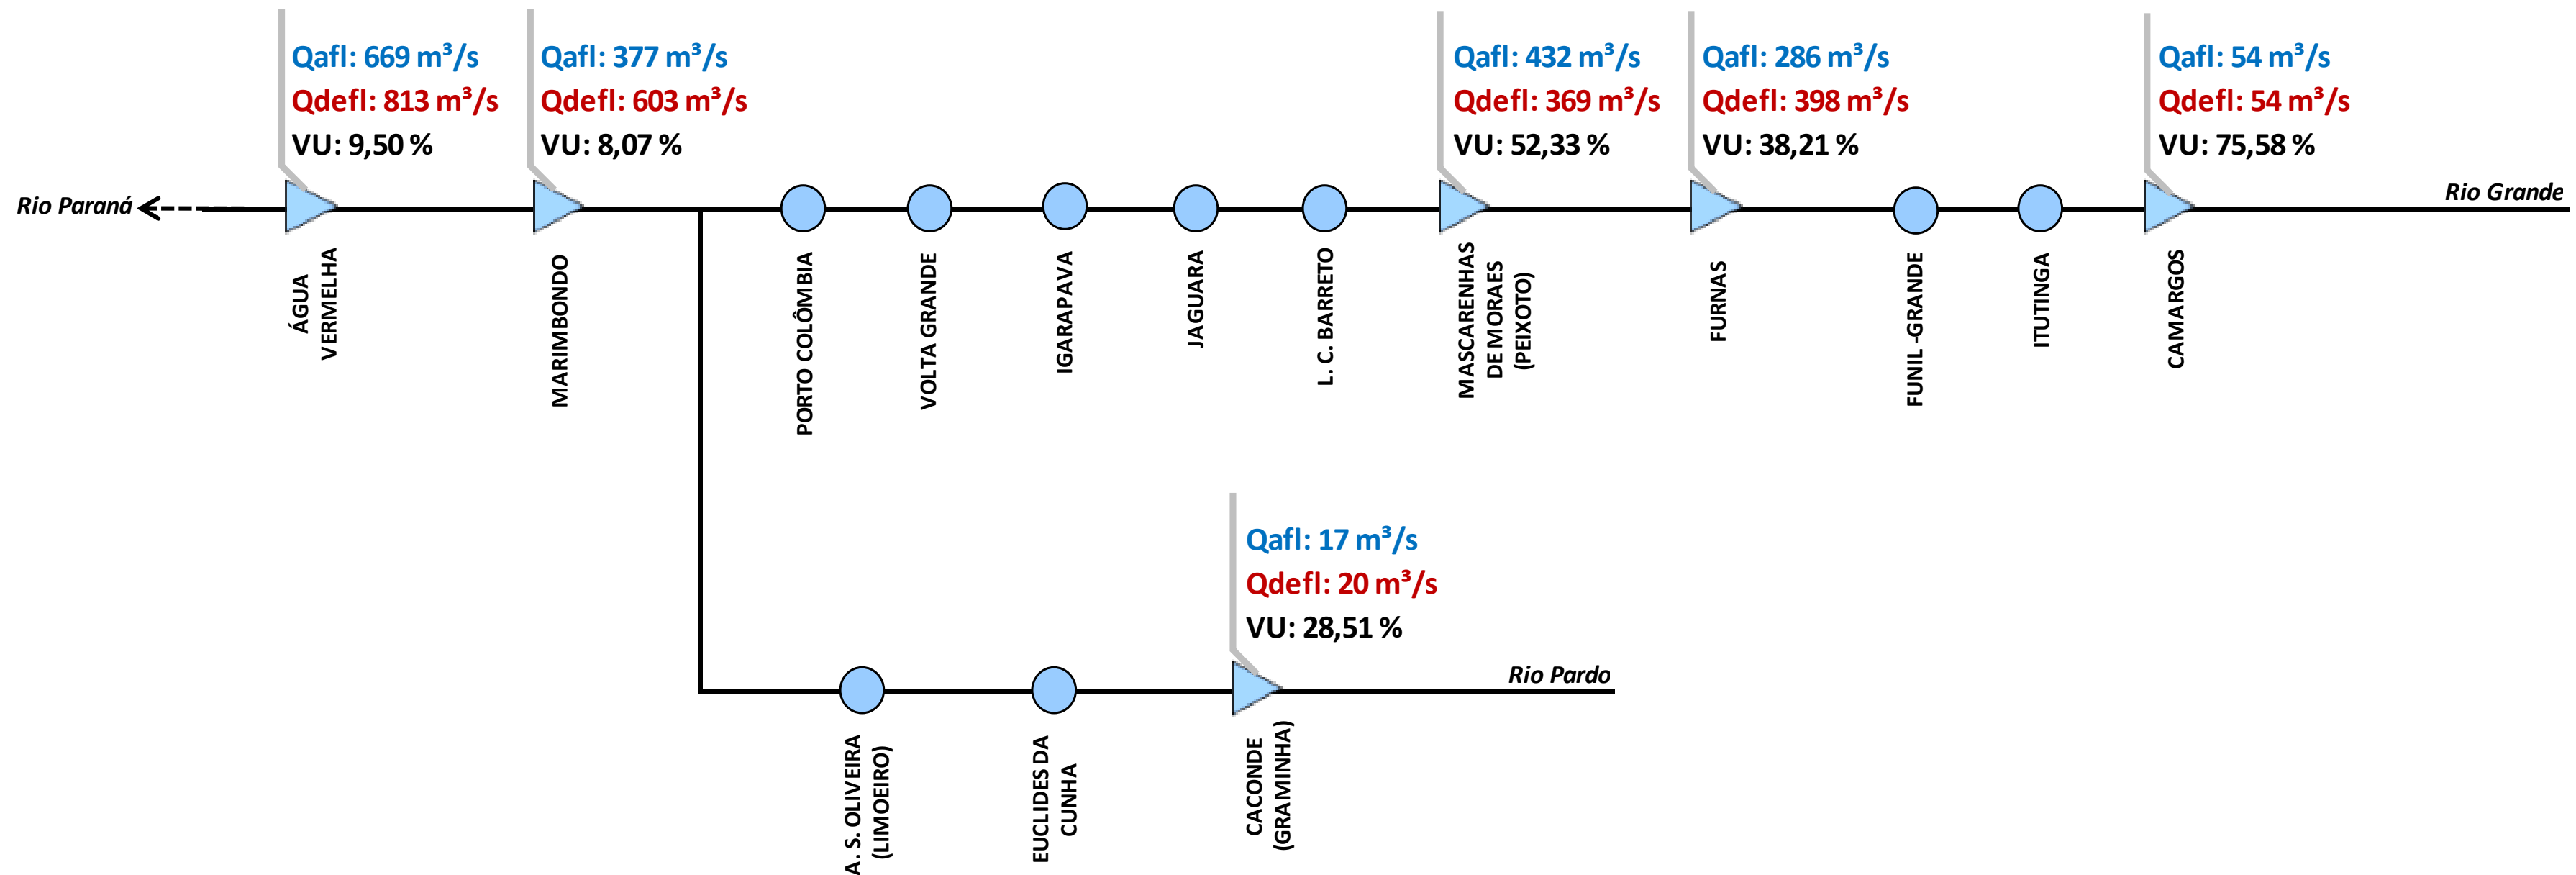 Qafl: 669 m³/s
Qdefl: 813 m³/s
VU: 9,50 %
Qafl: 377 m³/s
Qdefl: 603 m³/s
VU: 8,07 %
Qafl: 432 m³/s
Qdefl: 369 m³/s
VU: 52,33 %
Qafl: 286 m³/s
Qdefl: 398 m³/s
VU: 38,21 %
Qafl: 54 m³/s
Qdefl: 54 m³/s
VU: 75,58 %
Rio Paraná
Rio Grande
ÁGUA
VERMELHA
MARIMBONDO
PORTO COLÔMBIA
VOLTA GRANDE
IGARAPAVA
JAGUARA
L. C. BARRETO
MASCARENHAS
DE MORAES
(PEIXOTO)
FURNAS
FUNIL -GRANDE
ITUTINGA
CAMARGOS
Qafl: 17 m³/s
Qdefl: 20 m³/s
VU: 28,51 %
Rio Pardo
A. S. OLIVEIRA
(LIMOEIRO)
EUCLIDES DA
CUNHA
CACONDE
(GRAMINHA)